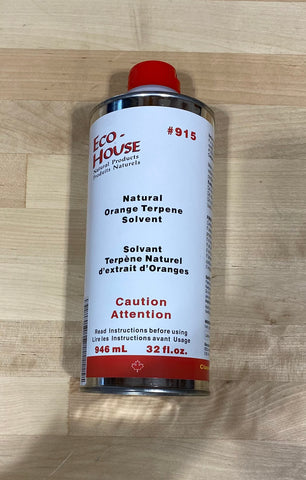 #915
Eco-
House
Natural Products
Produits Naturels
Natural
Orange Terpene
Solvent
Solvant
Terpène Naturel
d'extrait d'Oranges
Caution
Attention
Read Instructions before using
Lire les Instructions avant Usage
946 mL 32 fl.oz.